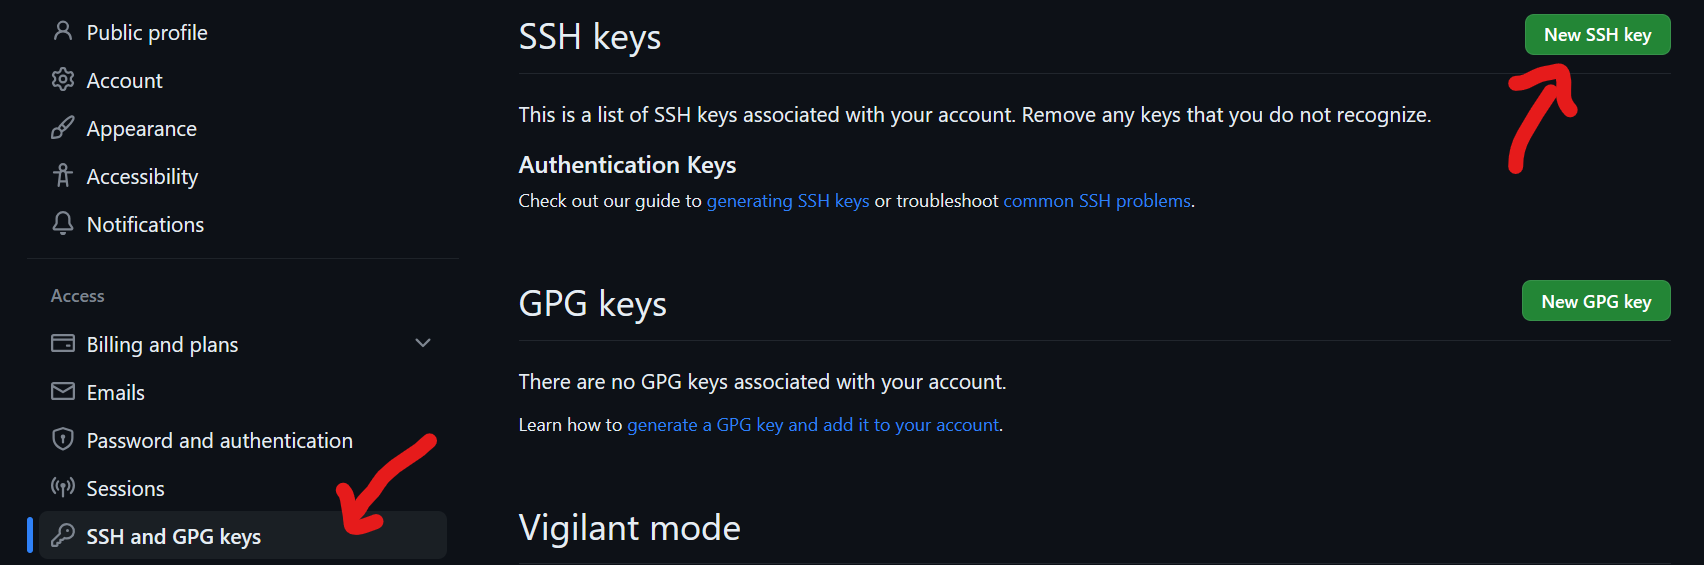 Public profile
Account
Appearance
Accessibility
Notifications
Access
Billing and plans
Emails
Password and authentication
Sessions
SSH and GPG keys
SSH keys
New SSH key
This is a list of SSH keys associated with your account. Remove any keys that you do not recognize.
Authentication Keys
Check out our guide to generating SSH keys or troubleshoot common SSH problems.
GPG keys
New GPG key
There are no GPG keys associated with your account.
Learn how to generate a GPG key and add it to your account.
Vigilant mode